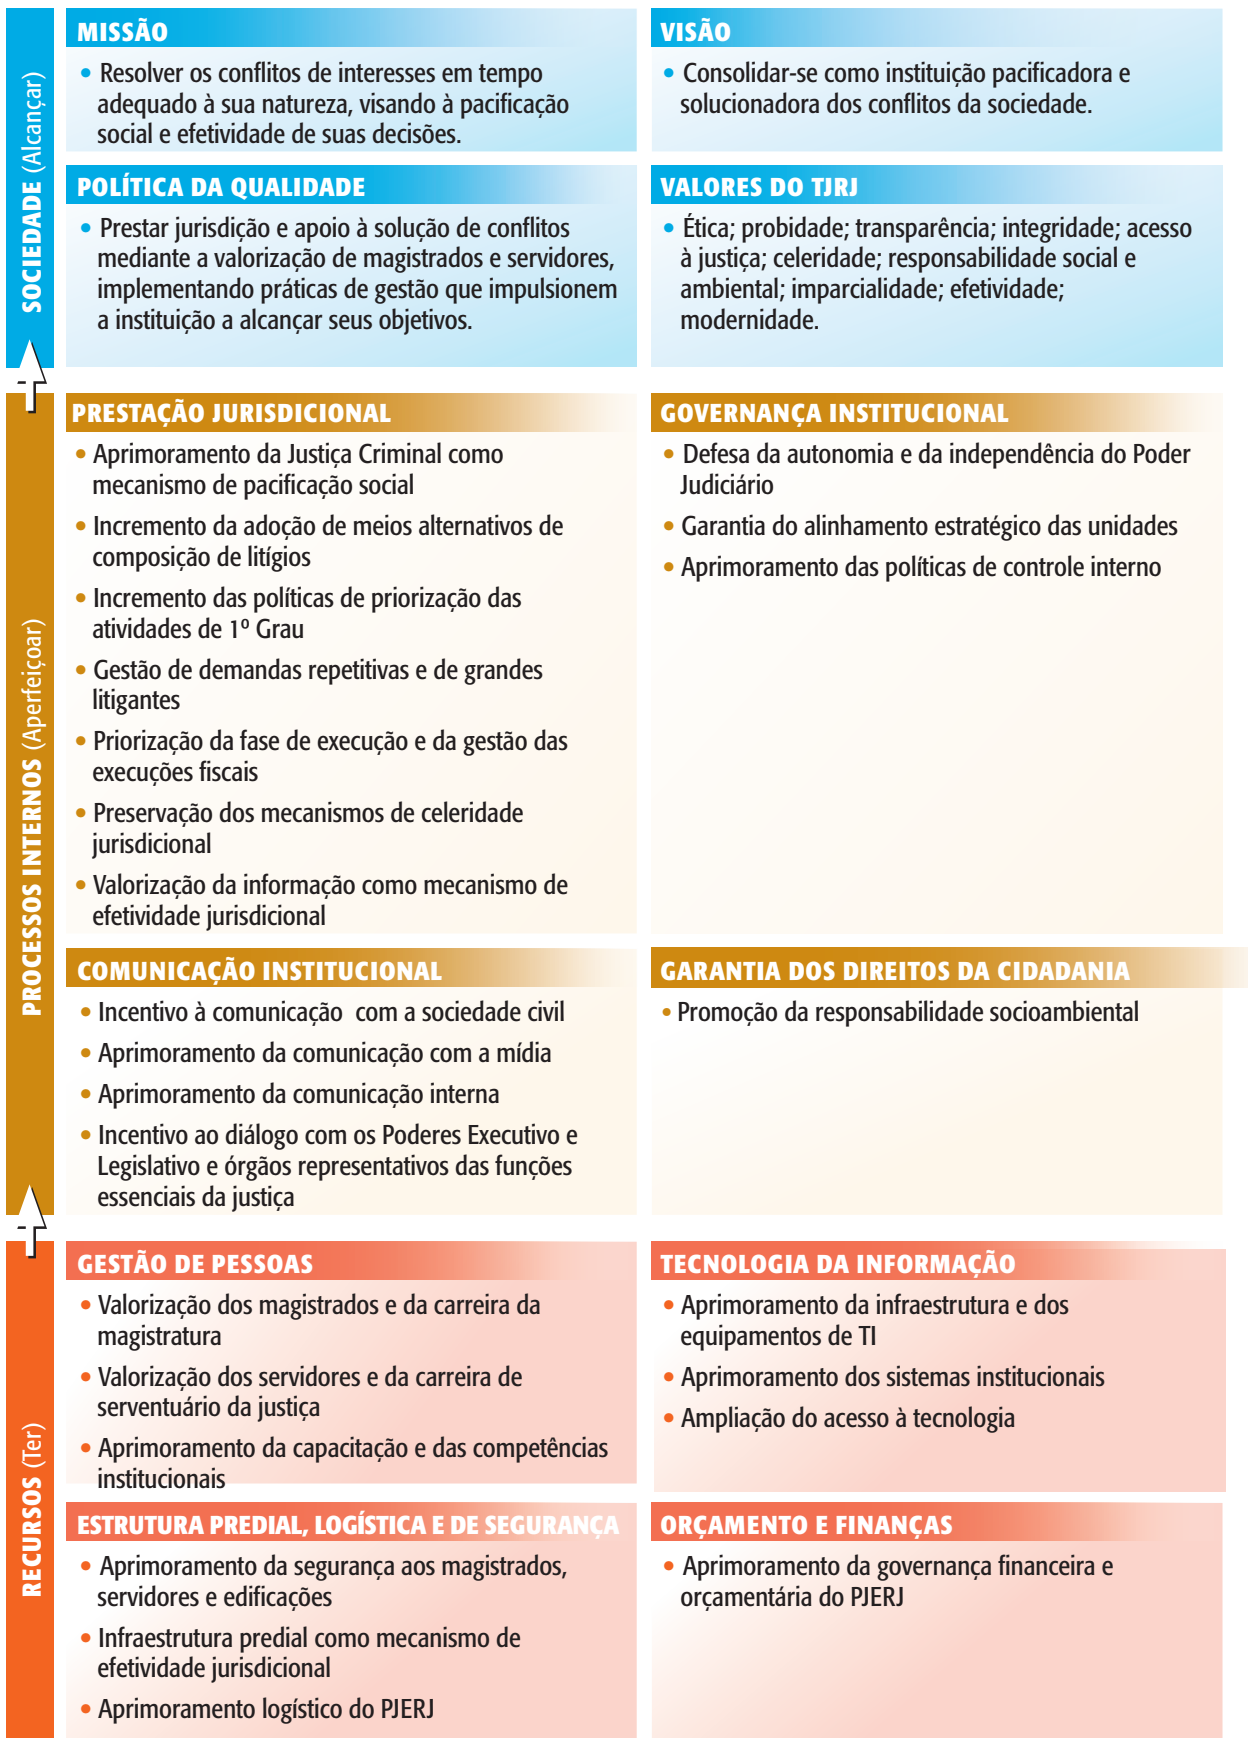 SOCIEDADE (Alcançar)
MISSÃO
• Resolver os conflitos de interesses em tempo
adequado à sua natureza, visando à pacificação
social e efetividade de suas decisões.
VISÃO
• Consolidar-se como instituição pacificadora e
solucionadora dos conflitos da sociedade.
POLÍTICA DA QUALIDADE
• Prestar jurisdição e apoio à solução de conflitos
mediante a valorização de magistrados e servidores,
implementando práticas de gestão que impulsionem
a instituição a alcançar seus objetivos.
VALORES DO TJRJ
• Ética; probidade; transparência; integridade; acesso
à justiça; celeridade; responsabilidade social e
ambiental; imparcialidade; efetividade;
modernidade.
PROCESSOS INTERNOS (Aperfeiçoar)
PRESTAÇÃO JURISDICIONAL
• Aprimoramento da Justiça Criminal como
mecanismo de pacificação social
• Incremento da adoção de meios alternativos de
composição de litígios
• Incremento das políticas de priorização das
atividades de 1º Grau
• Gestão de demandas repetitivas e de grandes
litigantes
• Priorização da fase de execução e da gestão das
execuções fiscais
• Preservação dos mecanismos de celeridade
jurisdicional
• Valorização da informação como mecanismo de
efetividade jurisdicional
GOVERNANÇA INSTITUCIONAL
• Defesa da autonomia e da independência do Poder
Judiciário
• Garantia do alinhamento estratégico das unidades
• Aprimoramento das políticas de controle interno
COMUNICAÇÃO INSTITUCIONAL
• Incentivo à comunicação com a sociedade civil
• Aprimoramento da comunicação com a mídia
• Aprimoramento da comunicação interna
• Incentivo ao diálogo com os Poderes Executivo e
Legislativo e órgãos representativos das funções
essenciais da justiça
GARANTIA DOS DIREITOS DA CIDADANIA
• Promoção da responsabilidade socioambiental
RECURSOS (Ter)
GESTÃO DE PESSOAS
• Valorização dos magistrados e da carreira da
magistratura
• Valorização dos servidores e da carreira de
serventuário da justiça
• Aprimoramento da capacitação e das competências
institucionais
TECNOLOGIA DA INFORMAÇÃO
• Aprimoramento da infraestrutura e dos
equipamentos de TI
• Aprimoramento dos sistemas institucionais
• Ampliação do acesso à tecnologia
ESTRUTURA PREDIAL, LOGÍSTICA E DE SEGURANÇA
• Aprimoramento da segurança aos magistrados,
servidores e edificações
• Infraestrutura predial como mecanismo de
efetividade jurisdicional
• Aprimoramento logístico do PJERJ
ORÇAMENTO E FINANÇAS
• Aprimoramento da governança financeira e
orçamentária do PJERJ